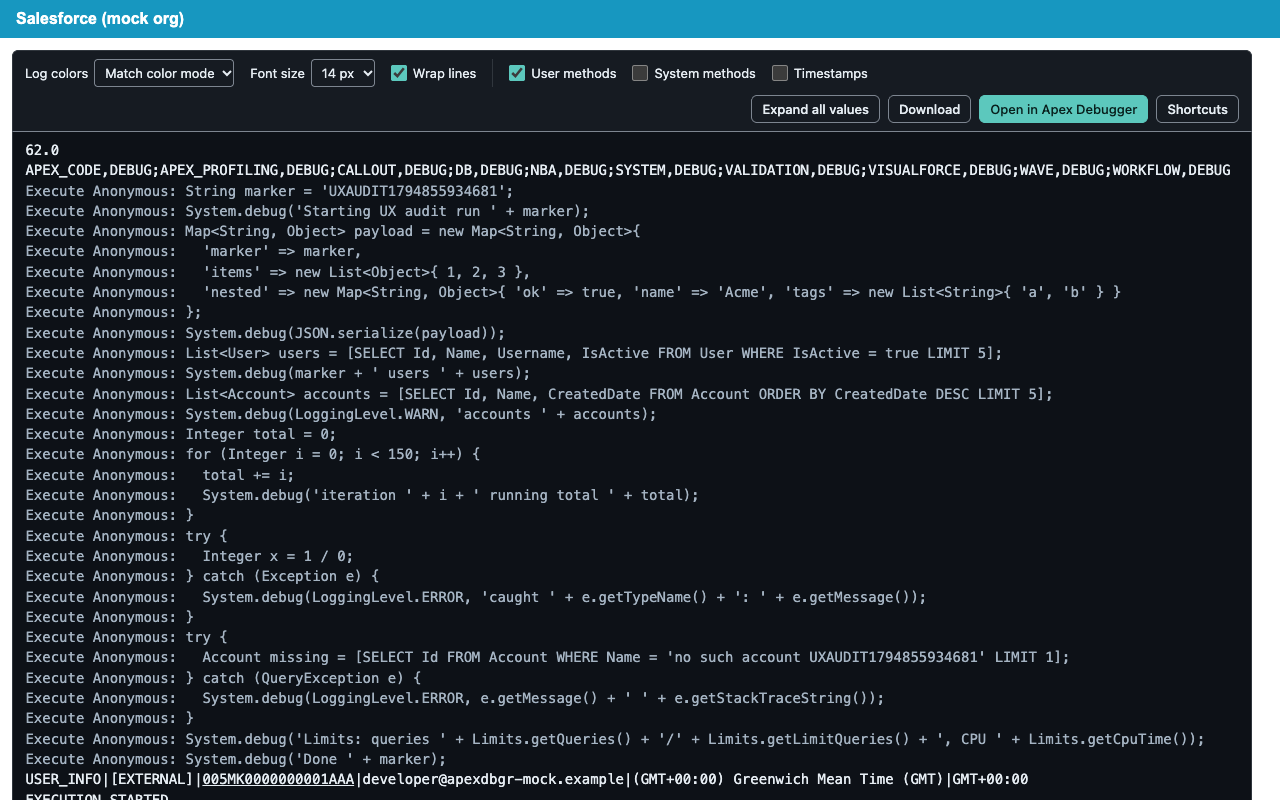 Salesforce (mock org)
Log colors Match color mode Font size 14 px Wrap lines User methods System methods Timestamps
Expand all values Download Open in Apex Debugger Shortcuts
62.0
APEX_CODE,DEBUG;APEX_PROFILING,DEBUG;CALLOUT,DEBUG;DB,DEBUG;NBA,DEBUG;SYSTEM,DEBUG;VALIDATION,DEBUG;VISUALFORCE,DEBUG;WAVE,DEBUG;WORKFLOW,DEBUG
Execute Anonymous: String marker = 'UXAUDIT1794855934681';
Execute Anonymous: System.debug('Starting UX audit run ' + marker);
Execute Anonymous: Map<String, Object> payload = new Map<String, Object>{
Execute Anonymous:   'marker' => marker,
Execute Anonymous:   'items' => new List<Object>{ 1, 2, 3 },
Execute Anonymous:   'nested' => new Map<String, Object>{ 'ok' => true, 'name' => 'Acme', 'tags' => new List<String>{ 'a', 'b' } }
Execute Anonymous: };
Execute Anonymous: System.debug(JSON.serialize(payload));
Execute Anonymous: List<User> users = [SELECT Id, Name, Username, IsActive FROM User WHERE IsActive = true LIMIT 5];
Execute Anonymous: System.debug(marker + ' users ' + users);
Execute Anonymous: List<Account> accounts = [SELECT Id, Name, CreatedDate FROM Account ORDER BY CreatedDate DESC LIMIT 5];
Execute Anonymous: System.debug(LoggingLevel.WARN, 'accounts ' + accounts);
Execute Anonymous: Integer total = 0;
Execute Anonymous: for (Integer i = 0; i < 150; i++) {
Execute Anonymous:   total += i;
Execute Anonymous:   System.debug('iteration ' + i + ' running total ' + total);
Execute Anonymous: }
Execute Anonymous: try {
Execute Anonymous:   Integer x = 1 / 0;
Execute Anonymous: } catch (Exception e) {
Execute Anonymous:   System.debug(LoggingLevel.ERROR, 'caught ' + e.getTypeName() + ': ' + e.getMessage());
Execute Anonymous: }
Execute Anonymous: try {
Execute Anonymous:   Account missing = [SELECT Id FROM Account WHERE Name = 'no such account UXAUDIT1794855934681' LIMIT 1];
Execute Anonymous: } catch (QueryException e) {
Execute Anonymous:   System.debug(LoggingLevel.ERROR, e.getMessage() + ' ' + e.getStackTraceString());
Execute Anonymous: }
Execute Anonymous: System.debug('Limits: queries ' + Limits.getQueries() + '/' + Limits.getLimitQueries() + ', CPU ' + Limits.getCpuTime());
Execute Anonymous: System.debug('Done ' + marker);
USER_INFO|[EXTERNAL]|005MK0000000001AAA|developer@apexdbgr-mock.example|(GMT+00:00) Greenwich Mean Time (GMT)|GMT+00:00
EXECUTION_STARTED